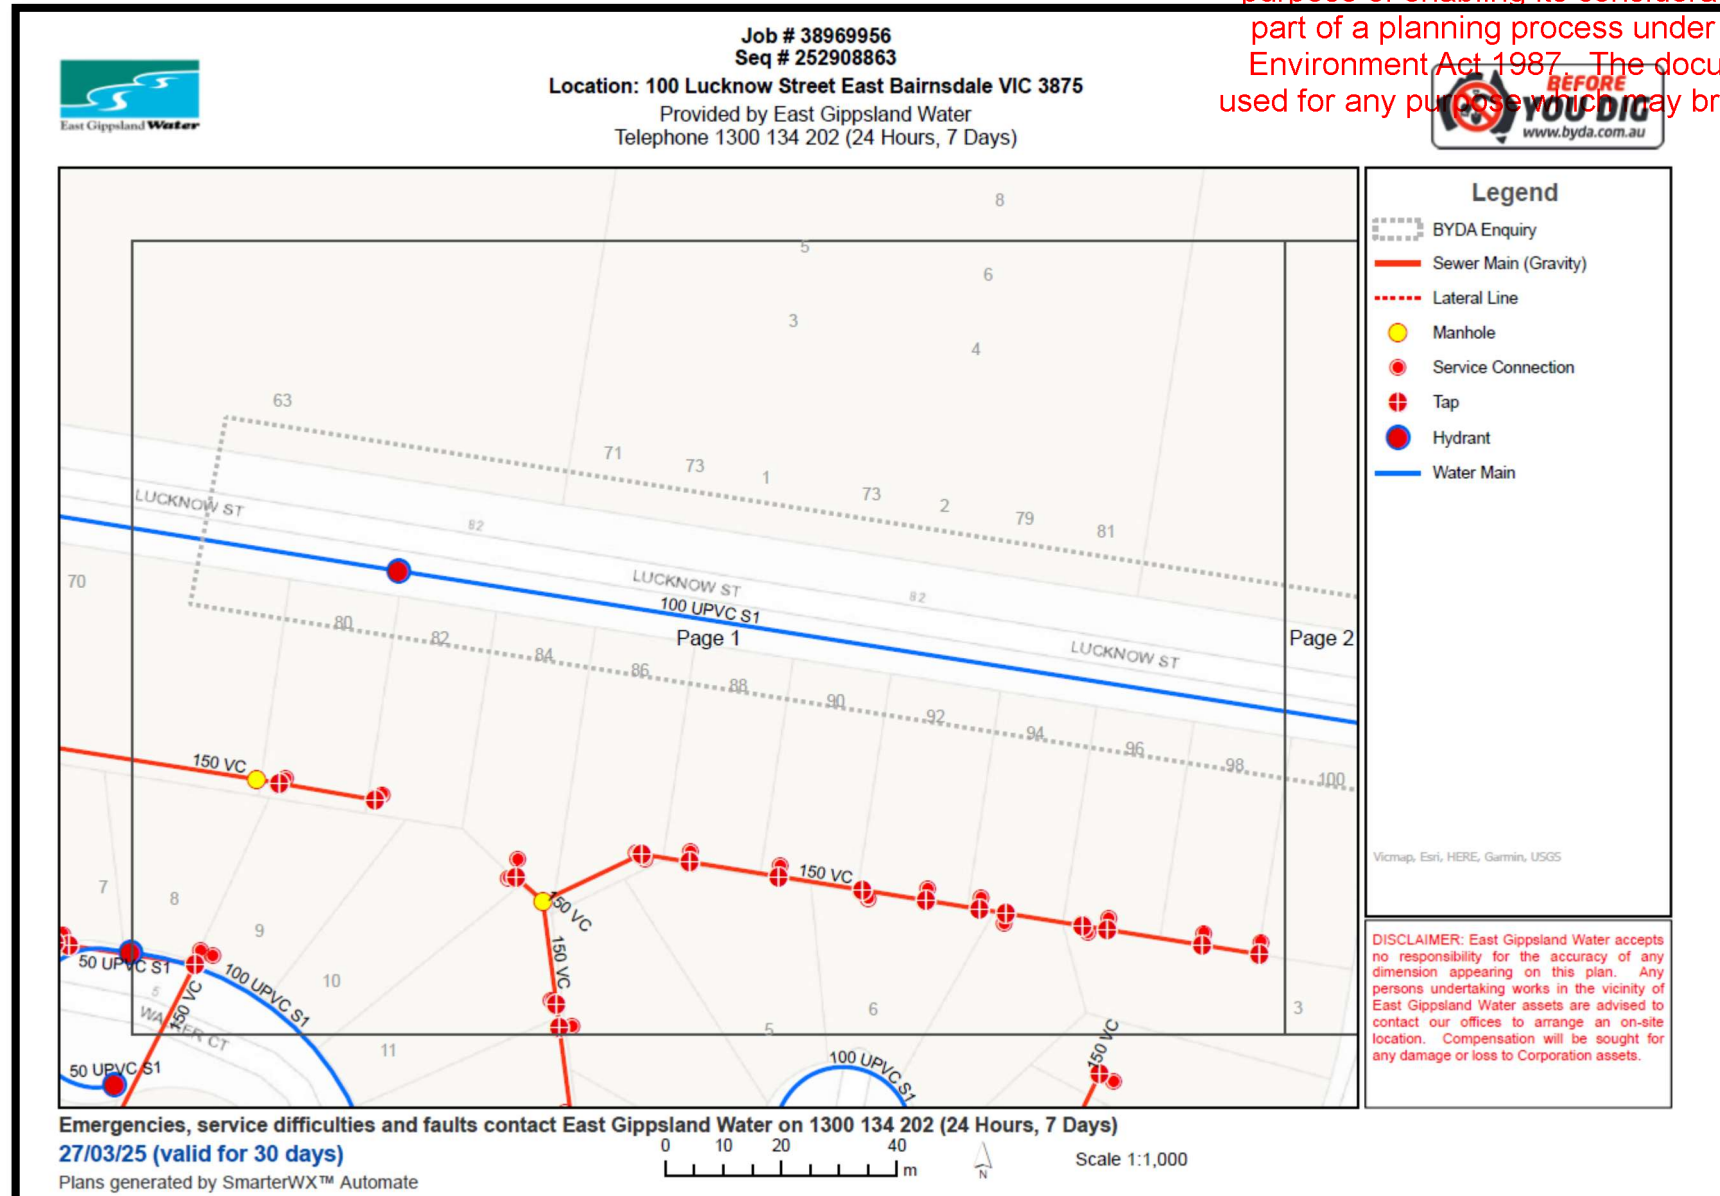 purpose of enabling its considera
part of a planning process under
Environment Act 1987. The docu
used for any purpose which may br
Job # 38969956
Seq # 252908863
Location: 100 Lucknow Street East Bairnsdale VIC 3875
Provided by East Gippsland Water
Telephone 1300 134 202 (24 Hours, 7 Days)
East Gippsland Water
BEFORE
YOU DIG
www.byda.com.au
8
5
6
3
4
63
71
73
1
73
2
79
81
LUCKNOW ST
82
LUCKNOW ST
82
100 UPVC S1
Page 1
LUCKNOW ST
Page 2
70
80
82
84
86
88
90
92
94
96
98
100
150 VC
150 VC
150 VC
150 VC
7
8
9
10
11
5
6
3
50 UPVC S1
100 UPVC S1
5
150 VC
WALKER CT
50 UPVC S1
100 UPVC S1
150 VC
Legend
BYDA Enquiry
Sewer Main (Gravity)
Lateral Line
Manhole
Service Connection
Tap
Hydrant
Water Main
Vicmap, Esri, HERE, Garmin, USGS
DISCLAIMER: East Gippsland Water accepts
no responsibility for the accuracy of any
dimension appearing on this plan. Any
persons undertaking works in the vicinity of
East Gippsland Water assets are advised to
contact our offices to arrange an on-site
location. Compensation will be sought for
any damage or loss to Corporation assets.
Emergencies, service difficulties and faults contact East Gippsland Water on 1300 134 202 (24 Hours, 7 Days)
27/03/25 (valid for 30 days)
Plans generated by SmarterWX™ Automate
0 10 20 40
m
N
Scale 1:1,000